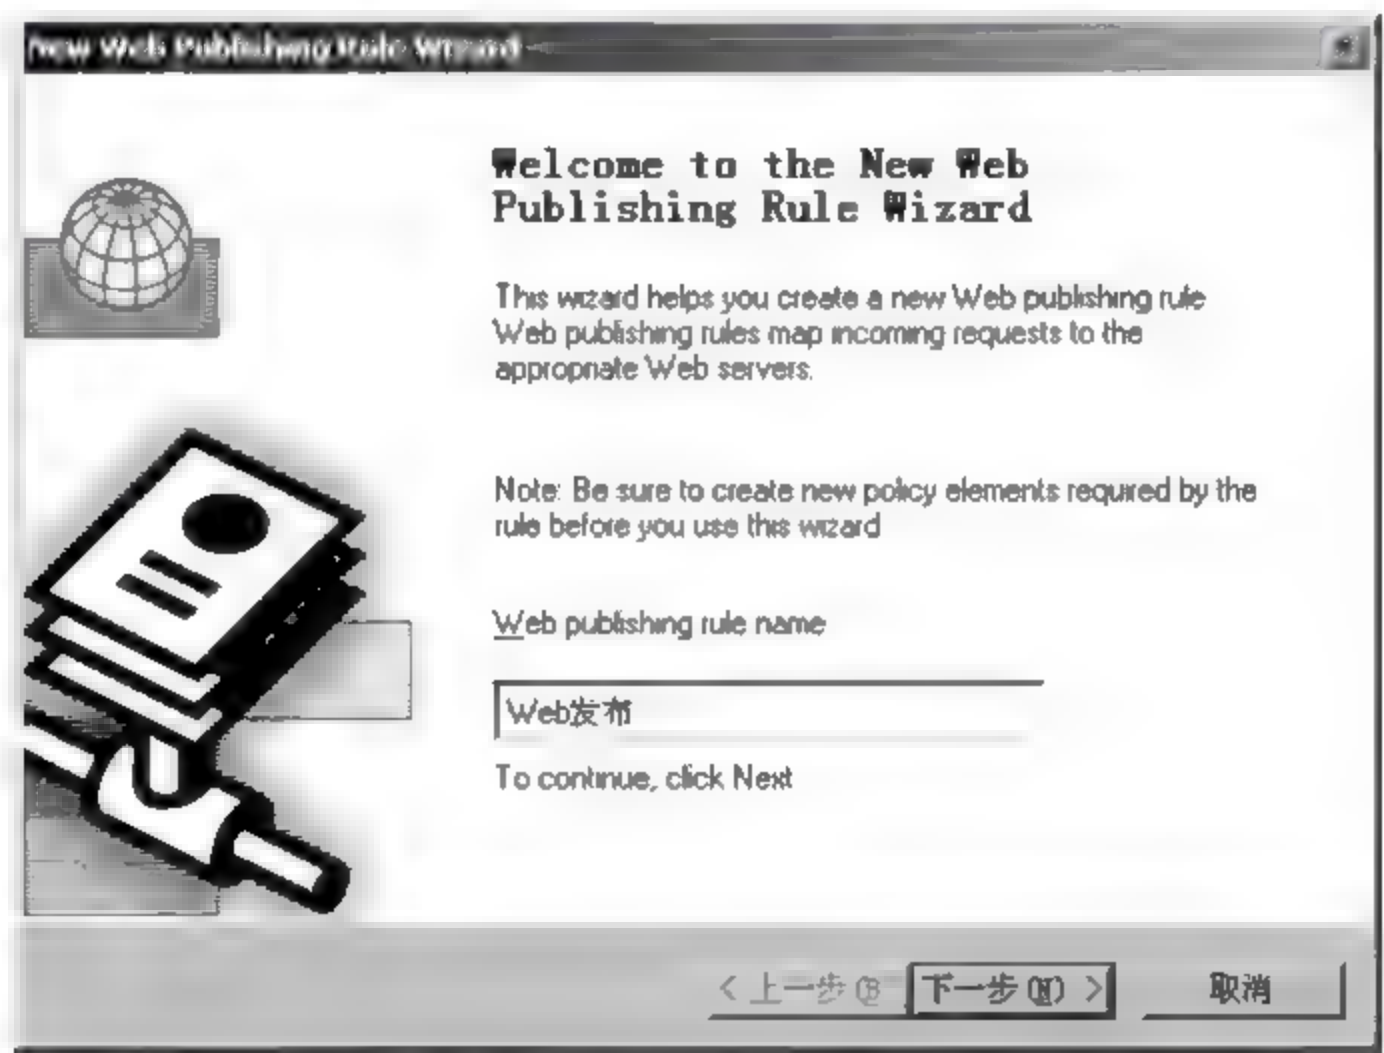 New Web Publishing Rule Wizard
Welcome to the New Web
Publishing Rule Wizard
This wizard helps you create a new Web publishing rule
Web publishing rules map incoming requests to the
appropriate Web servers.
Note: Be sure to create new policy elements required by the
rule before you use this wizard
Web publishing rule name
Web发布
To continue, click Next
< 上一步(B
下一步(N) >
取消